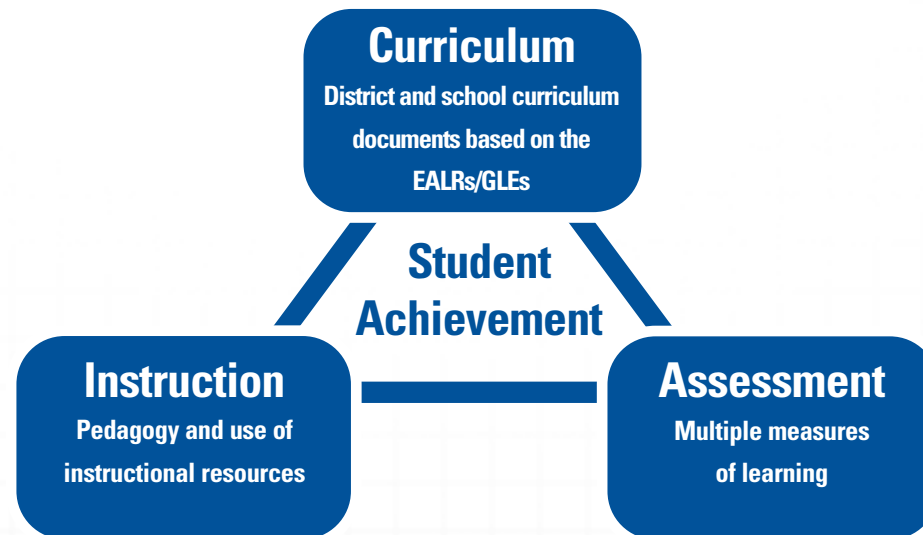 Curriculum
District and school curriculum
documents based on the
EALRs/GLEs
Student
Achievement
Instruction
Pedagogy and use of
instructional resources
Assessment
Multiple measures
of learning